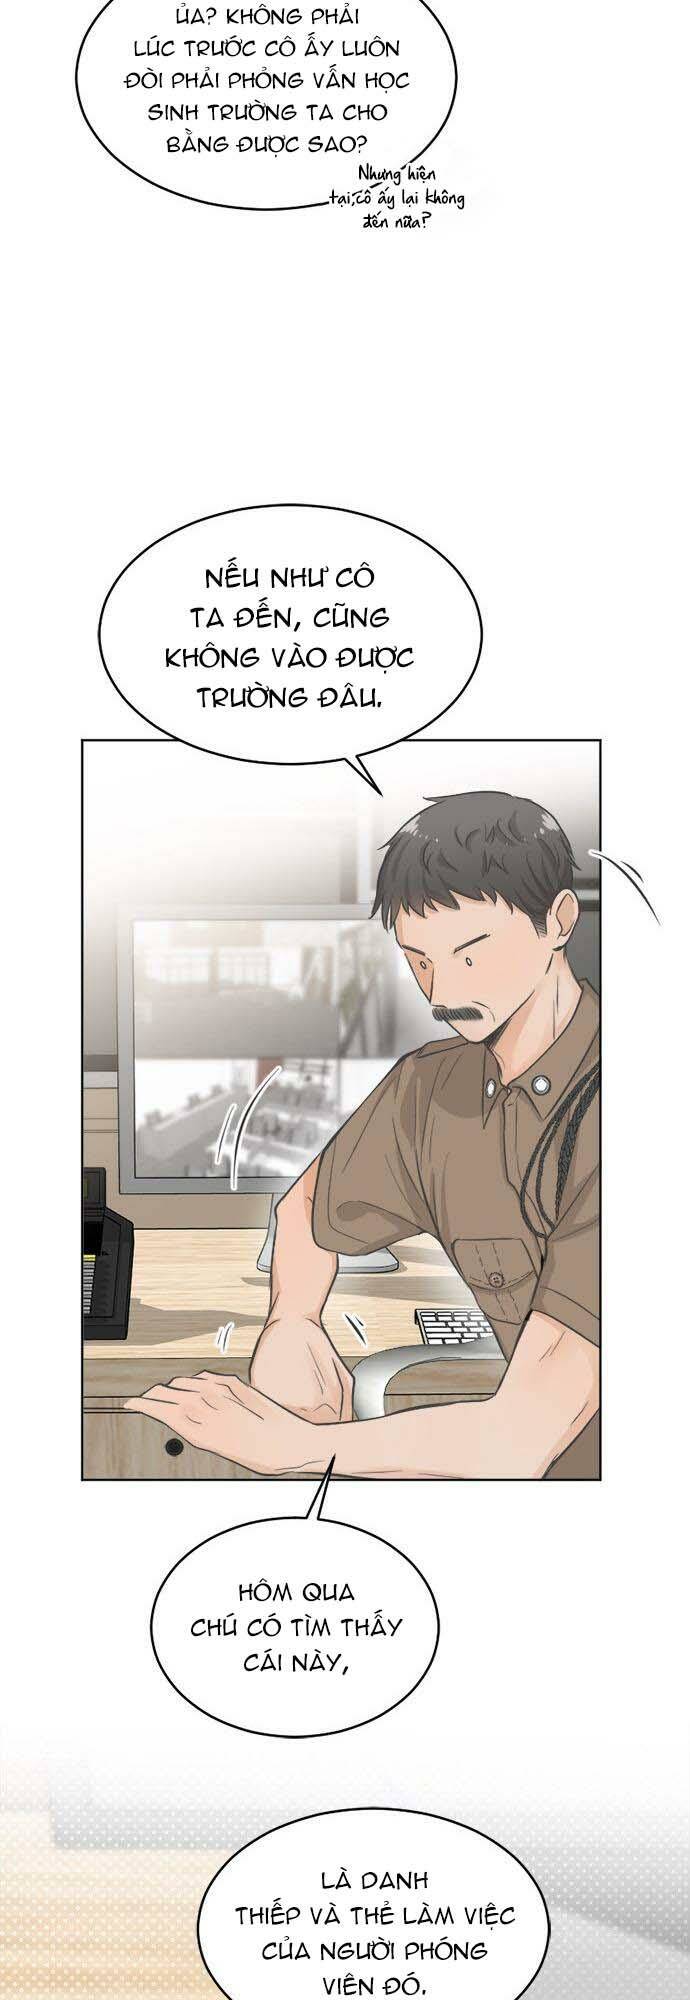 ỦA? KHÔNG PHẢI
LÚC TRƯỚC CÔ ẤY LUÔN
ĐÒI PHẢI PHỎNG VẤN HỌC
SINH TRƯỜNG TA CHO
BẰNG ĐƯỢC SAO?
Nhưng hiện
tại,cô ấy lại không
đến nữa?
NẾU NHƯ CÔ
TA ĐẾN, CŨNG
KHÔNG VÀO ĐƯỢC
TRƯỜNG ĐÂU.
HÔM QUA
CHÚ CÓ TÌM THẤY
CÁI NÀY,
LÀ DANH
THIẾP VÀ THẺ LÀM VIỆC
CỦA NGƯỜI PHÓNG
VIÊN ĐÓ.